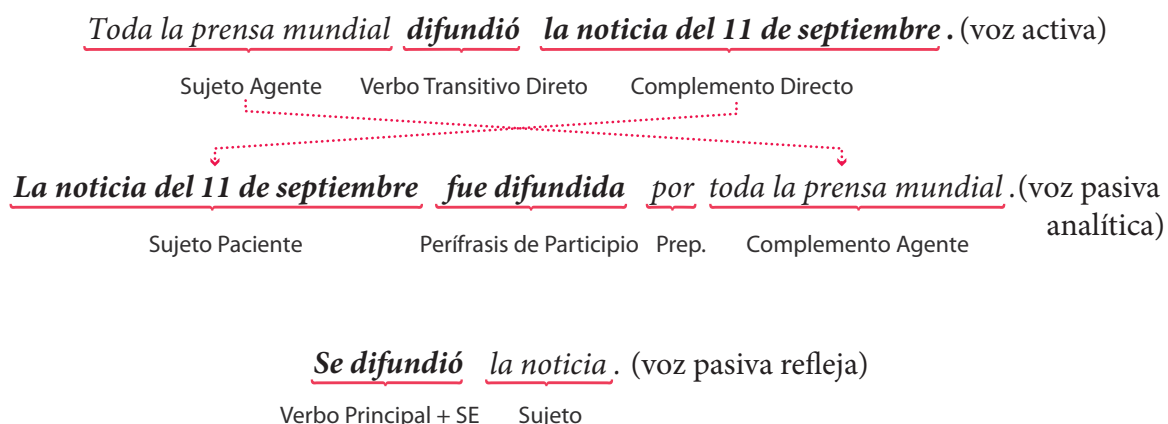 Toda la prensa mundial difundió la noticia del 11 de septiembre. (voz activa)
Sujeto Agente Verbo Transitivo Direto Complemento Directo
La noticia del 11 de septiembre fue difundida por toda la prensa mundial. (voz pasiva
analítica)
Sujeto Paciente Perífrasis de Participio Prep. Complemento Agente
Se difundió la noticia. (voz pasiva refleja)
Verbo Principal + SE Sujeto